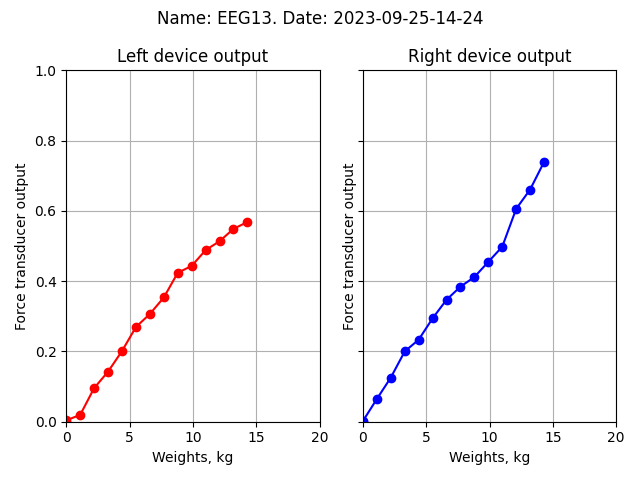 Name: EEG13. Date: 2023-09-25-14-24
Left device output
Right device output
1.0
0.8
0.6
0.4
0.2
0.0
Force transducer output
Force transducer output
0 5 10 15 20
0 5 10 15 20
Weights, kg
Weights, kg